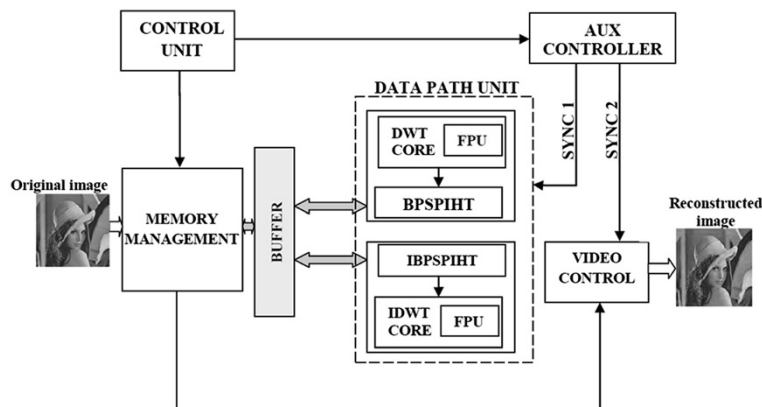 CONTROL
UNIT
AUX
CONTROLLER
DATA PATH UNIT
SYNC 1
SYNC 2
DWT
CORE
FPU
BPSPIHT
Original image
MEMORY
MANAGEMENT
BUFFER
IBPSPIHT
IDWT
CORE
FPU
VIDEO
CONTROL
Reconstructed
image